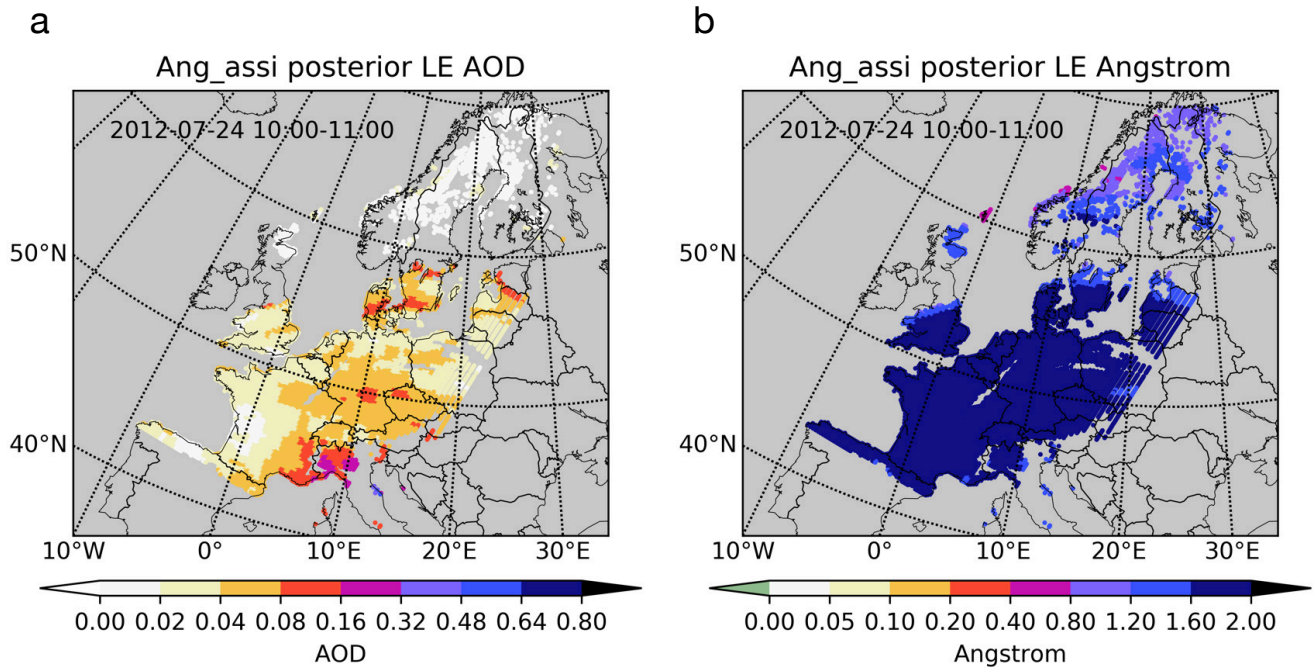 a
b
Ang_assi posterior LE AOD
Ang_assi posterior LE Angstrom
2012-07-24 10:00-11:00
2012-07-24 10:00-11:00
50°N
50°N
40°N
40°N
10°W 0° 10°E 20°E 30°E
10°W 0° 10°E 20°E 30°E
0.00 0.02 0.04 0.08 0.16 0.32 0.48 0.64 0.80
0.00 0.05 0.10 0.20 0.40 0.80 1.20 1.60 2.00
AOD
Angstrom